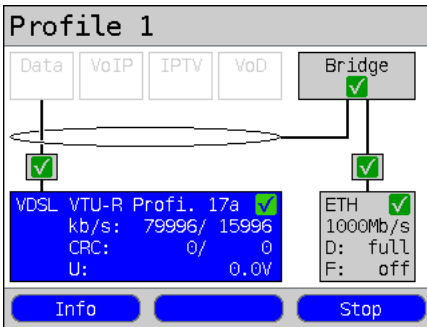 Profile 1
Data VoIP IPTV VoD Bridge
VDSL VTU-R Profi. 17a
kb/s: 79996/ 15996
CRC: 0/ 0
U: 0.0V
ETH
1000Mb/s
D: full
F: off
Info Stop